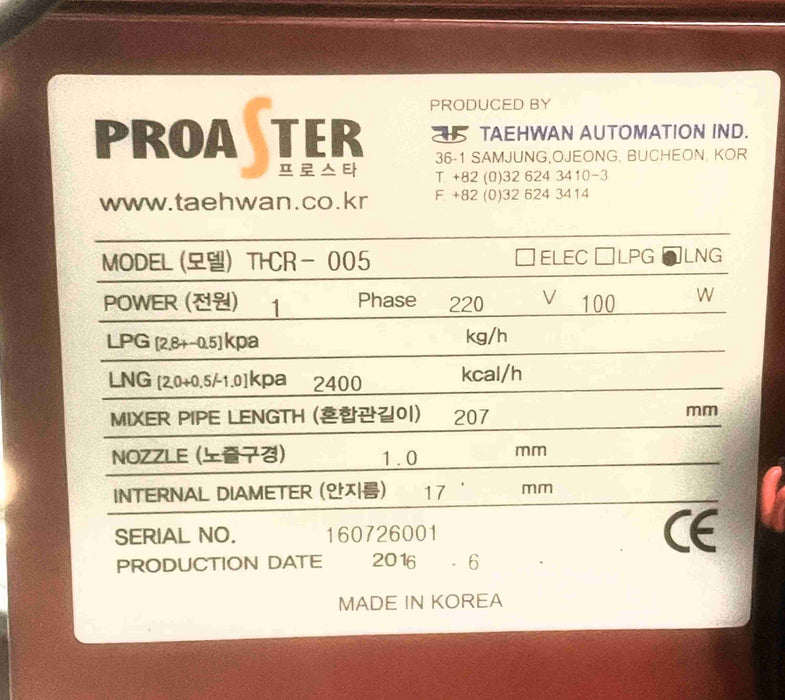 PROASTER
프로스타
www.taehwan.co.kr
PRODUCED BY
TAEHWAN AUTOMATION IND.
36-1 SAMJUNG,OJEONG, BUCHEON, KOR
T. +82 (0)32 624 3410-3
F. +82 (0)32 624 3414
MODEL (모델) THCR - 005 ELEC LPG LNG
POWER (전원) 1 Phase 220 V 100 W
LPG [2.8+-0.5]kpa kg/h
LNG [2.0+0.5/-1.0]kpa 2400 kcal/h
MIXER PIPE LENGTH (혼합관길이) 207 mm
NOZZLE (노즐구경) 1.0 mm
INTERNAL DIAMETER (안지름) 17 mm
SERIAL NO. 160726001
PRODUCTION DATE 2016 . 6 .
CE
MADE IN KOREA